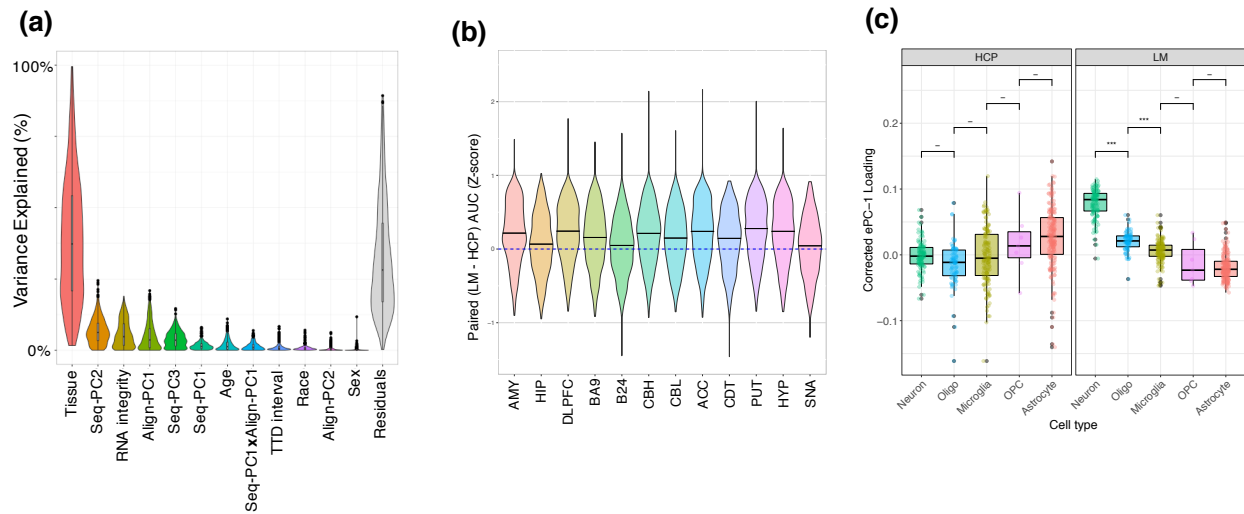 (a)
Variance Explained (%)
100%
0%
Tissue
Seq-PC2
RNA integrity
Align-PC1
Seq-PC3
Seq-PC1
Age
Seq-PC1xAlign-PC1
TTD interval
Race
Align-PC2
Sex
Residuals
(b)
Paired (LM - HCP) AUC (Z-score)
2
1
0
−1
AMY
HIP
DLPFC
BA9
B24
CBH
CBL
ACC
CDT
PUT
HYP
SNA
(c)
HCP
LM
Corrected ePC-1 Loading
0.2
0.1
0.0
−0.1
–
–
–
–
***
***
–
–
Neuron
Oligo
Microglia
OPC
Astrocyte
Neuron
Oligo
Microglia
OPC
Astrocyte
Cell type